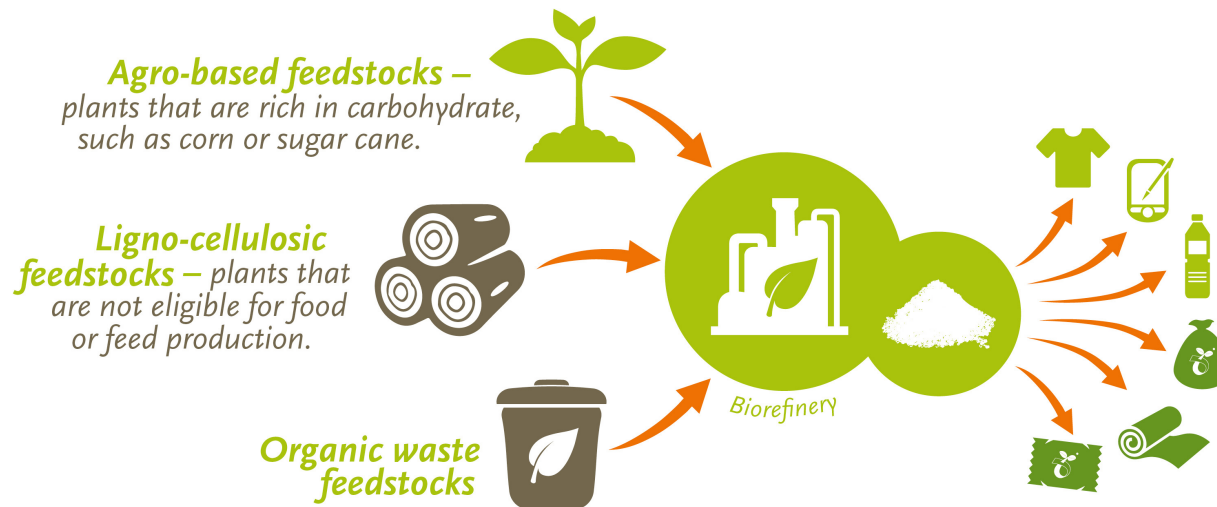 Agro-based feedstocks –
plants that are rich in carbohydrate,
such as corn or sugar cane.
Ligno-cellulosic
feedstocks – plants that
are not eligible for food
or feed production.
Organic waste
feedstocks
Biorefinery